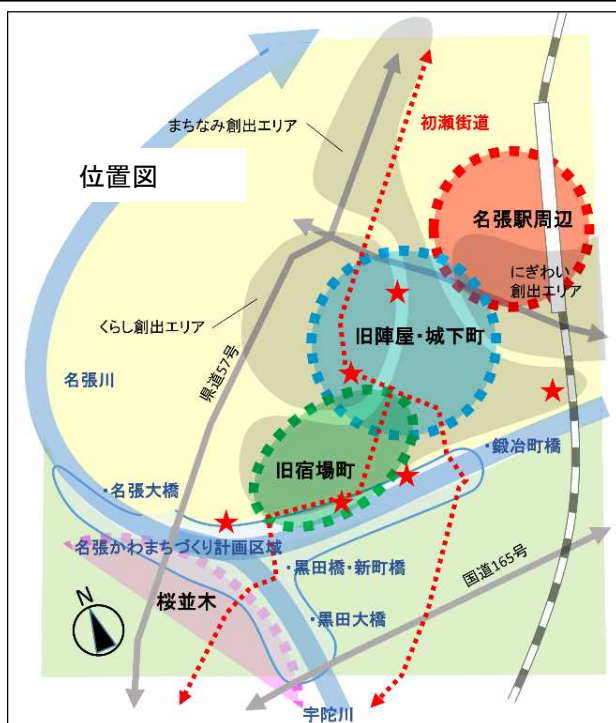 まちなみ創出エリア
初瀬街道
位置図
名張駅周辺
にぎわい
創出エリア
くらし創出エリア
旧陣屋・城下町
県道57号
名張川
旧宿場町
・鍛冶町橋
・名張大橋
名張かわまちづくり計画区域
・黒田橋・新町橋
国道165号
桜並木
・黒田大橋
N
宇陀川